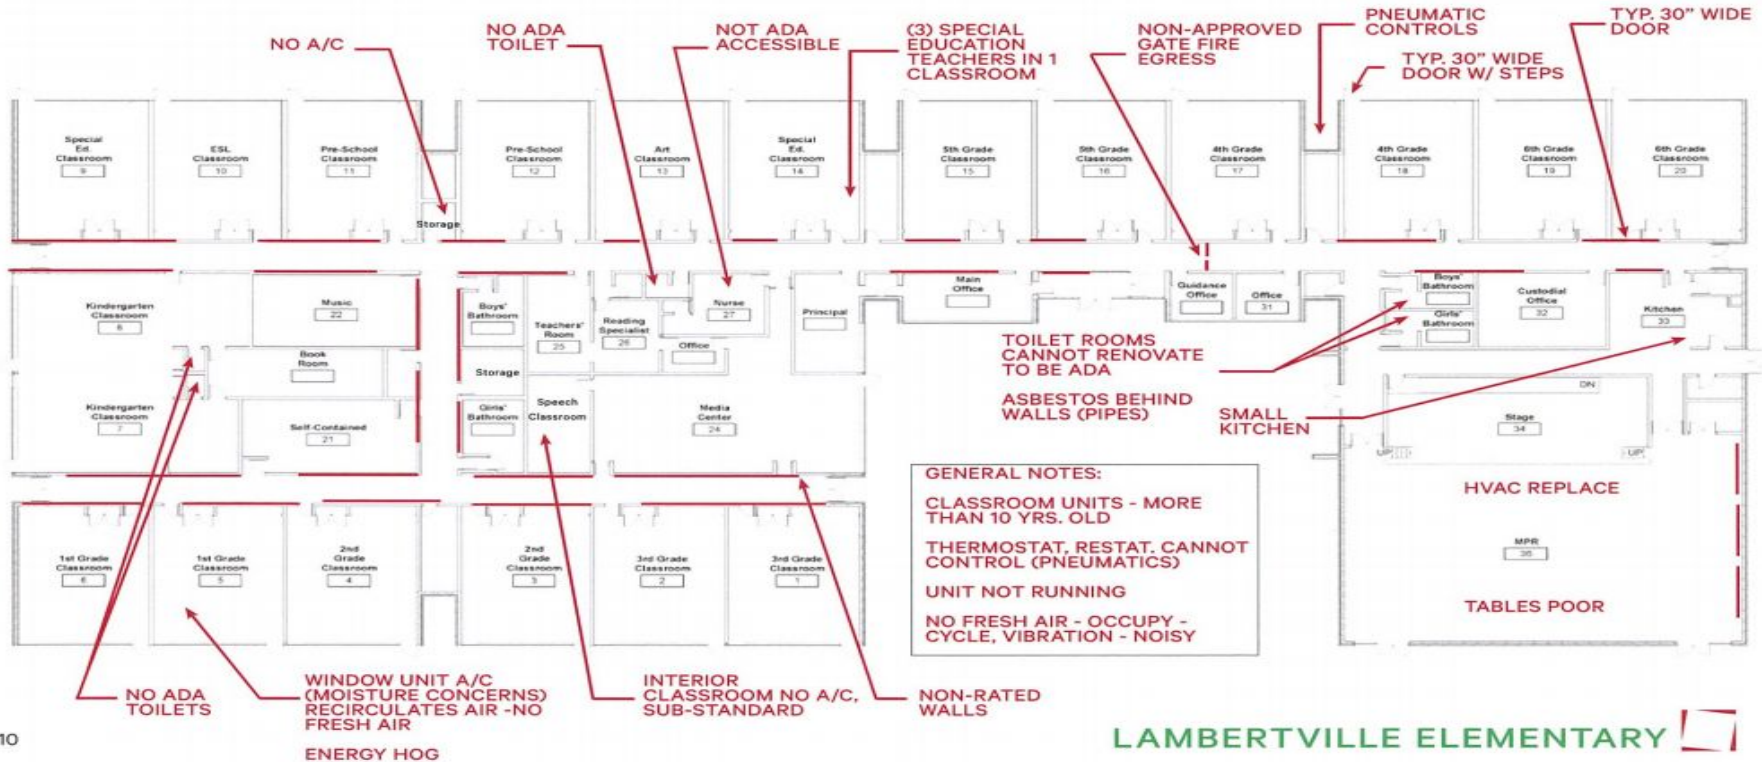 NO A/C
NO ADA
TOILET
NOT ADA
ACCESSIBLE
(3) SPECIAL
EDUCATION
TEACHERS IN 1
CLASSROOM
NON-APPROVED
GATE FIRE
EGRESS
PNEUMATIC
CONTROLS
TYP. 30" WIDE
DOOR W/ STEPS
TYP. 30" WIDE
DOOR
Special
Ed.
Classroom
9
ESL
Classroom
10
Pre-School
Classroom
11
Storage
Pre-School
Classroom
12
Art
Classroom
13
Special
Ed.
Classroom
14
5th Grade
Classroom
15
5th Grade
Classroom
16
4th Grade
Classroom
17
4th Grade
Classroom
18
6th Grade
Classroom
19
6th Grade
Classroom
20
Kindergarten
Classroom
8
Music
22
Boys'
Bathroom
Teachers'
Room
25
Reading
Specialist
26
Nurse
27
Office
Principal
Main
Office
Guidance
Office
Office
31
Boys'
Bathroom
Girls'
Bathroom
Custodial
Office
32
Kitchen
33
Book
Room
Storage
Kindergarten
Classroom
7
Self-Contained
21
Girls'
Bathroom
Speech
Classroom
Media
Center
24
TOILET ROOMS
CANNOT RENOVATE
TO BE ADA
ASBESTOS BEHIND
WALLS (PIPES)
SMALL
KITCHEN
DN
Stage
34
UP
UP
HVAC REPLACE
MPR
TABLES POOR
GENERAL NOTES:
CLASSROOM UNITS - MORE
THAN 10 YRS. OLD
THERMOSTAT, RESTAT. CANNOT
CONTROL (PNEUMATICS)
UNIT NOT RUNNING
NO FRESH AIR - OCCUPY -
CYCLE, VIBRATION - NOISY
1st Grade
Classroom
6
1st Grade
Classroom
5
2nd
Grade
Classroom
4
2nd
Grade
Classroom
3
3rd Grade
Classroom
2
3rd Grade
Classroom
1
NO ADA
TOILETS
WINDOW UNIT A/C
(MOISTURE CONCERNS)
RECIRCULATES AIR -NO
FRESH AIR
ENERGY HOG
INTERIOR
CLASSROOM NO A/C,
SUB-STANDARD
NON-RATED
WALLS
10
LAMBERTVILLE ELEMENTARY